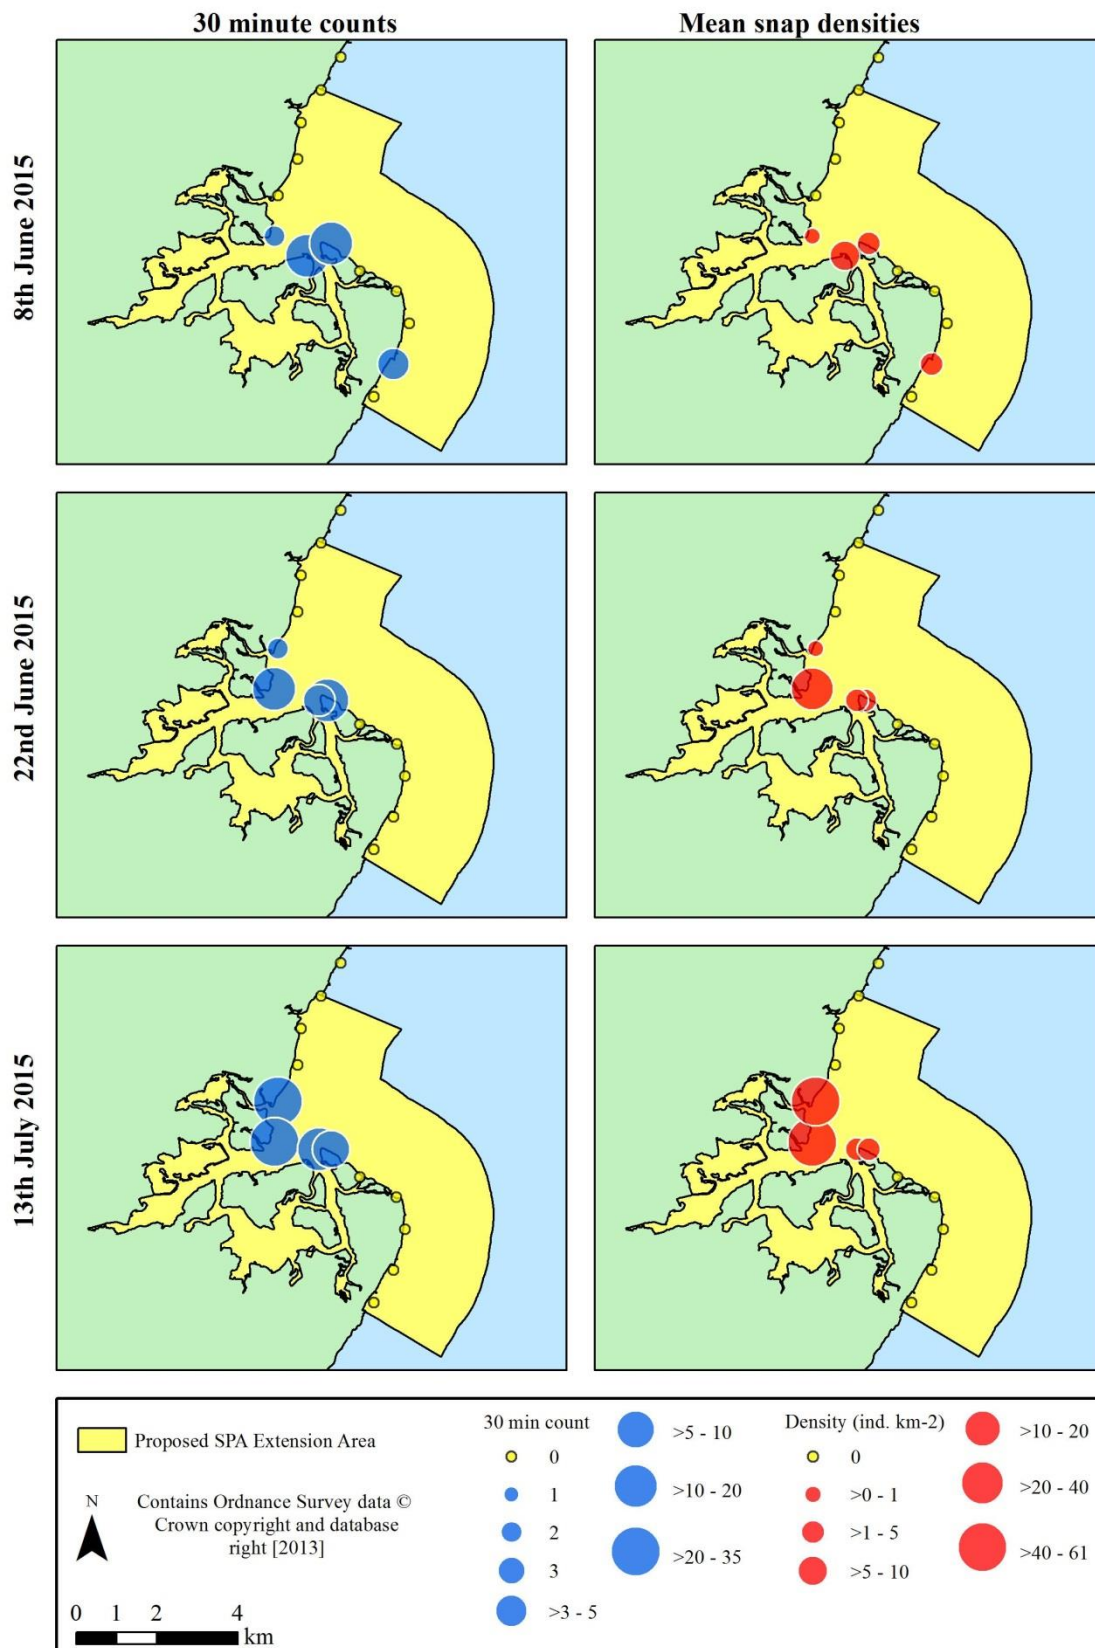 30 minute counts
Mean snap densities
8th June 2015
22nd June 2015
13th July 2015
Proposed SPA Extension Area
N
Contains Ordnance Survey data ©
Crown copyright and database
right [2013]
0 1 2 4
km
30 min count
0
1
2
3
>3 - 5
>5 - 10
>10 - 20
>20 - 35
Density (ind. km-2)
0
>0 - 1
>1 - 5
>5 - 10
>10 - 20
>20 - 40
>40 - 61